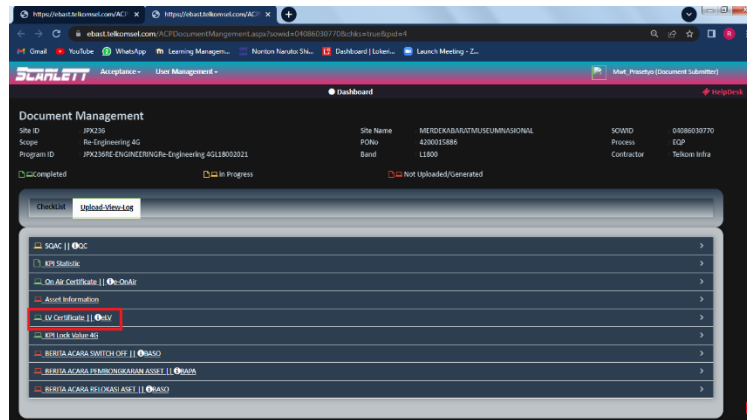 https://ebast.telkomsel.com/ACP
https://ebast.telkomsel.com/ACP
ebast.telkomsel.com/ACPDocumentMangement.aspx?sowid=04086030770&chks=true&pid=4
Gmail YouTube WhatsApp Learning Managem... Norton Naruto: Shi... Dashboard | Lokeri... Launch Meeting - Z...
SCARLETT Acceptance User Management Mwt_Prasetyo (Document Submitter)
Dashboard HelpDesk
Document Management
Site ID JPX236 Site Name MERDEKABARATMUSEUMNASIONAL SOWID 04086030770
Scope Re-Engineering 4G PONo 4200015886 Process EQP
Program ID JPX236RE-ENGINEERINGRe-Engineering 4GL18002021 Band L1800 Contractor Telkom Infra
Completed In Progress Not Uploaded/Generated
CheckList Upload-View-Log
SQAC || QC
KPI Statistic
On Air Certificate || e-OnAir
Asset Information
LV Certificate || eLV
KPI Lock Value 4G
BERITA ACARA SWITCH OFF || BASO
BERITA ACARA PEMBONGKARAN ASSET || BAPA
BERITA ACARA RELOKASI ASET || BASO